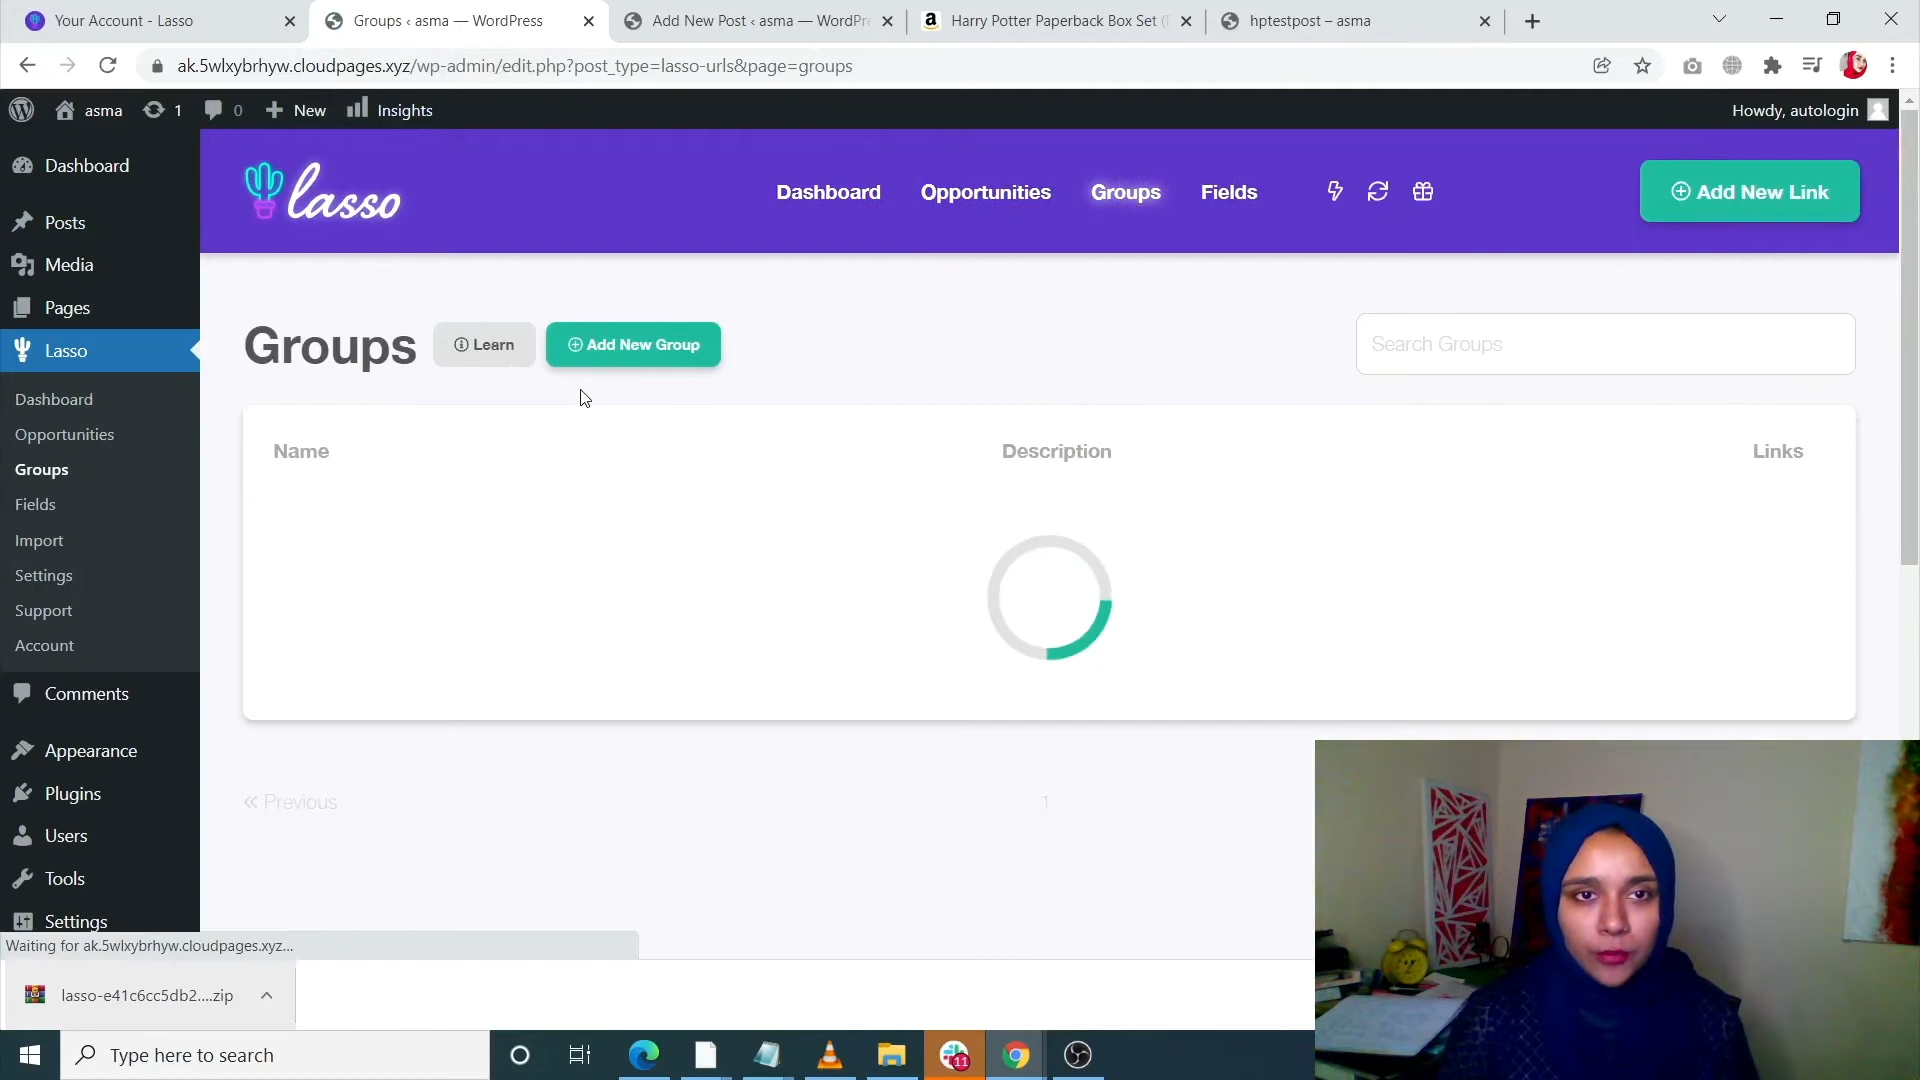 Your Account - Lasso
Groups ‹ asma — WordPress
Add New Post ‹ asma — WordPre
Harry Potter Paperback Box Set (
hptestpost – asma
ak.5wlxybrhyw.cloudpages.xyz/wp-admin/edit.php?post_type=lasso-urls&page=groups
asma
1
0
New
Insights
Howdy, autologin
Dashboard
Posts
Media
Pages
Lasso
Dashboard
Opportunities
Groups
Fields
Import
Settings
Support
Account
Comments
Appearance
Plugins
Users
Tools
Settings
lasso
Dashboard
Opportunities
Groups
Fields
Add New Link
Groups
Learn
Add New Group
Search Groups
Name
Description
Links
« Previous
1
Waiting for ak.5wlxybrhyw.cloudpages.xyz...
lasso-e41c6cc5db2....zip
Type here to search
11